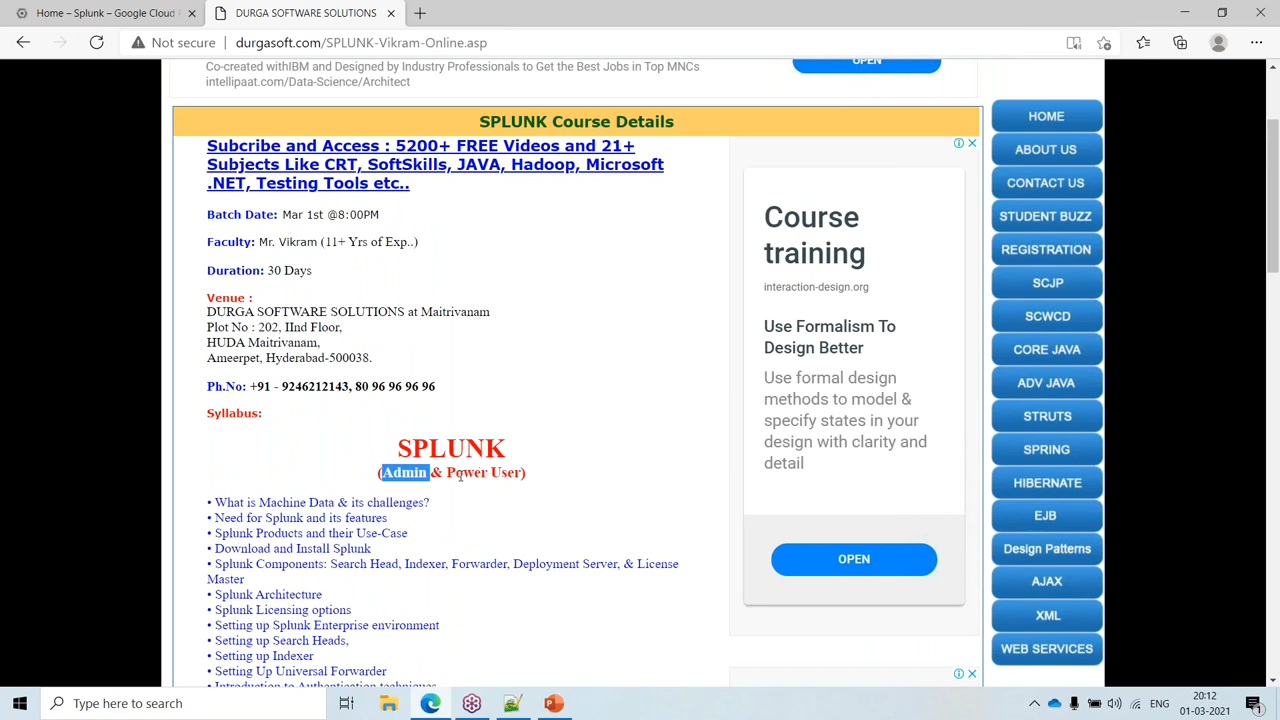 Splunk - Google Cloud
DURGA SOFTWARE SOLUTIONS
Not secure
durgasoft.com/SPLUNK-Vikram-Online.asp
Co-created withIBM and Designed by Industry Professionals to Get the Best Jobs in Top MNCs
intellipaat.com/Data-Science/Architect
OPEN
SPLUNK Course Details
Subcribe and Access : 5200+ FREE Videos and 21+
Subjects Like CRT, SoftSkills, JAVA, Hadoop, Microsoft
.NET, Testing Tools etc..
Batch Date: Mar 1st @8:00PM
Faculty: Mr. Vikram (11+ Yrs of Exp..)
Duration: 30 Days
Venue :
DURGA SOFTWARE SOLUTIONS at Maitrivanam
Plot No : 202, IInd Floor,
HUDA Maitrivanam,
Ameerpet, Hyderabad-500038.
Ph.No: +91 - 9246212143, 80 96 96 96 96
Syllabus:
SPLUNK
(Admin & Power User)
• What is Machine Data & its challenges?
• Need for Splunk and its features
• Splunk Products and their Use-Case
• Download and Install Splunk
• Splunk Components: Search Head, Indexer, Forwarder, Deployment Server, & License
Master
• Splunk Architecture
• Splunk Licensing options
• Setting up Splunk Enterprise environment
• Setting up Search Heads,
• Setting up Indexer
• Setting Up Universal Forwarder
• Introduction to Authentication techniques
Course
training
interaction-design.org
Use Formalism To
Design Better
Use formal design
methods to model &
specify states in your
design with clarity and
detail
OPEN
HOME
ABOUT US
CONTACT US
STUDENT BUZZ
REGISTRATION
SCJP
SCWCD
CORE JAVA
ADV JAVA
STRUTS
SPRING
HIBERNATE
EJB
Design Patterns
AJAX
XML
WEB SERVICES
Type here to search
20:12
01-03-2021
1